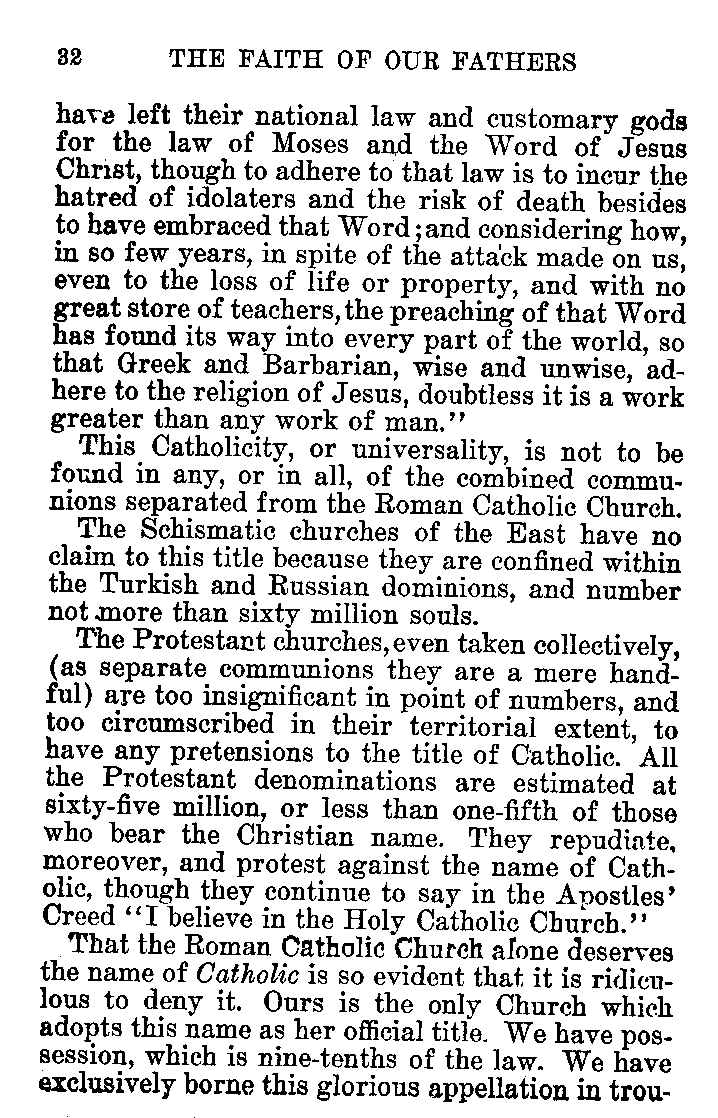 32 THE FAITH OF OUR FATHERS
have left their national law and customary gods
for the law of Moses and the Word of Jesus
Christ, though to adhere to that law is to incur the
hatred of idolaters and the risk of death besides
to have embraced that Word; and considering how,
in so few years, in spite of the attack made on us,
even to the loss of life or property, and with no
great store of teachers, the preaching of that Word
has found its way into every part of the world, so
that Greek and Barbarian, wise and unwise, ad-
here to the religion of Jesus, doubtless it is a work
greater than any work of man."
This Catholicity, or universality, is not to be
found in any, or in all, of the combined commu-
nions separated from the Roman Catholic Church.
The Schismatic churches of the East have no
claim to this title because they are confined within
the Turkish and Russian dominions, and number
not more than sixty million souls.
The Protestant churches, even taken collectively,
(as separate communions they are a mere hand-
ful) are too insignificant in point of numbers, and
too circumscribed in their territorial extent, to
have any pretensions to the title of Catholic. All
the Protestant denominations are estimated at
sixty-five million, or less than one-fifth of those
who bear the Christian name. They repudiate,
moreover, and protest against the name of Cath-
olic, though they continue to say in the Apostles'
Creed "I believe in the Holy Catholic Church."
That the Roman Catholic Church alone deserves
the name of Catholic is so evident that it is ridicu-
lous to deny it. Ours is the only Church which
adopts this name as her official title. We have pos-
session, which is nine-tenths of the law. We have
exclusively borne this glorious appellation in trou-